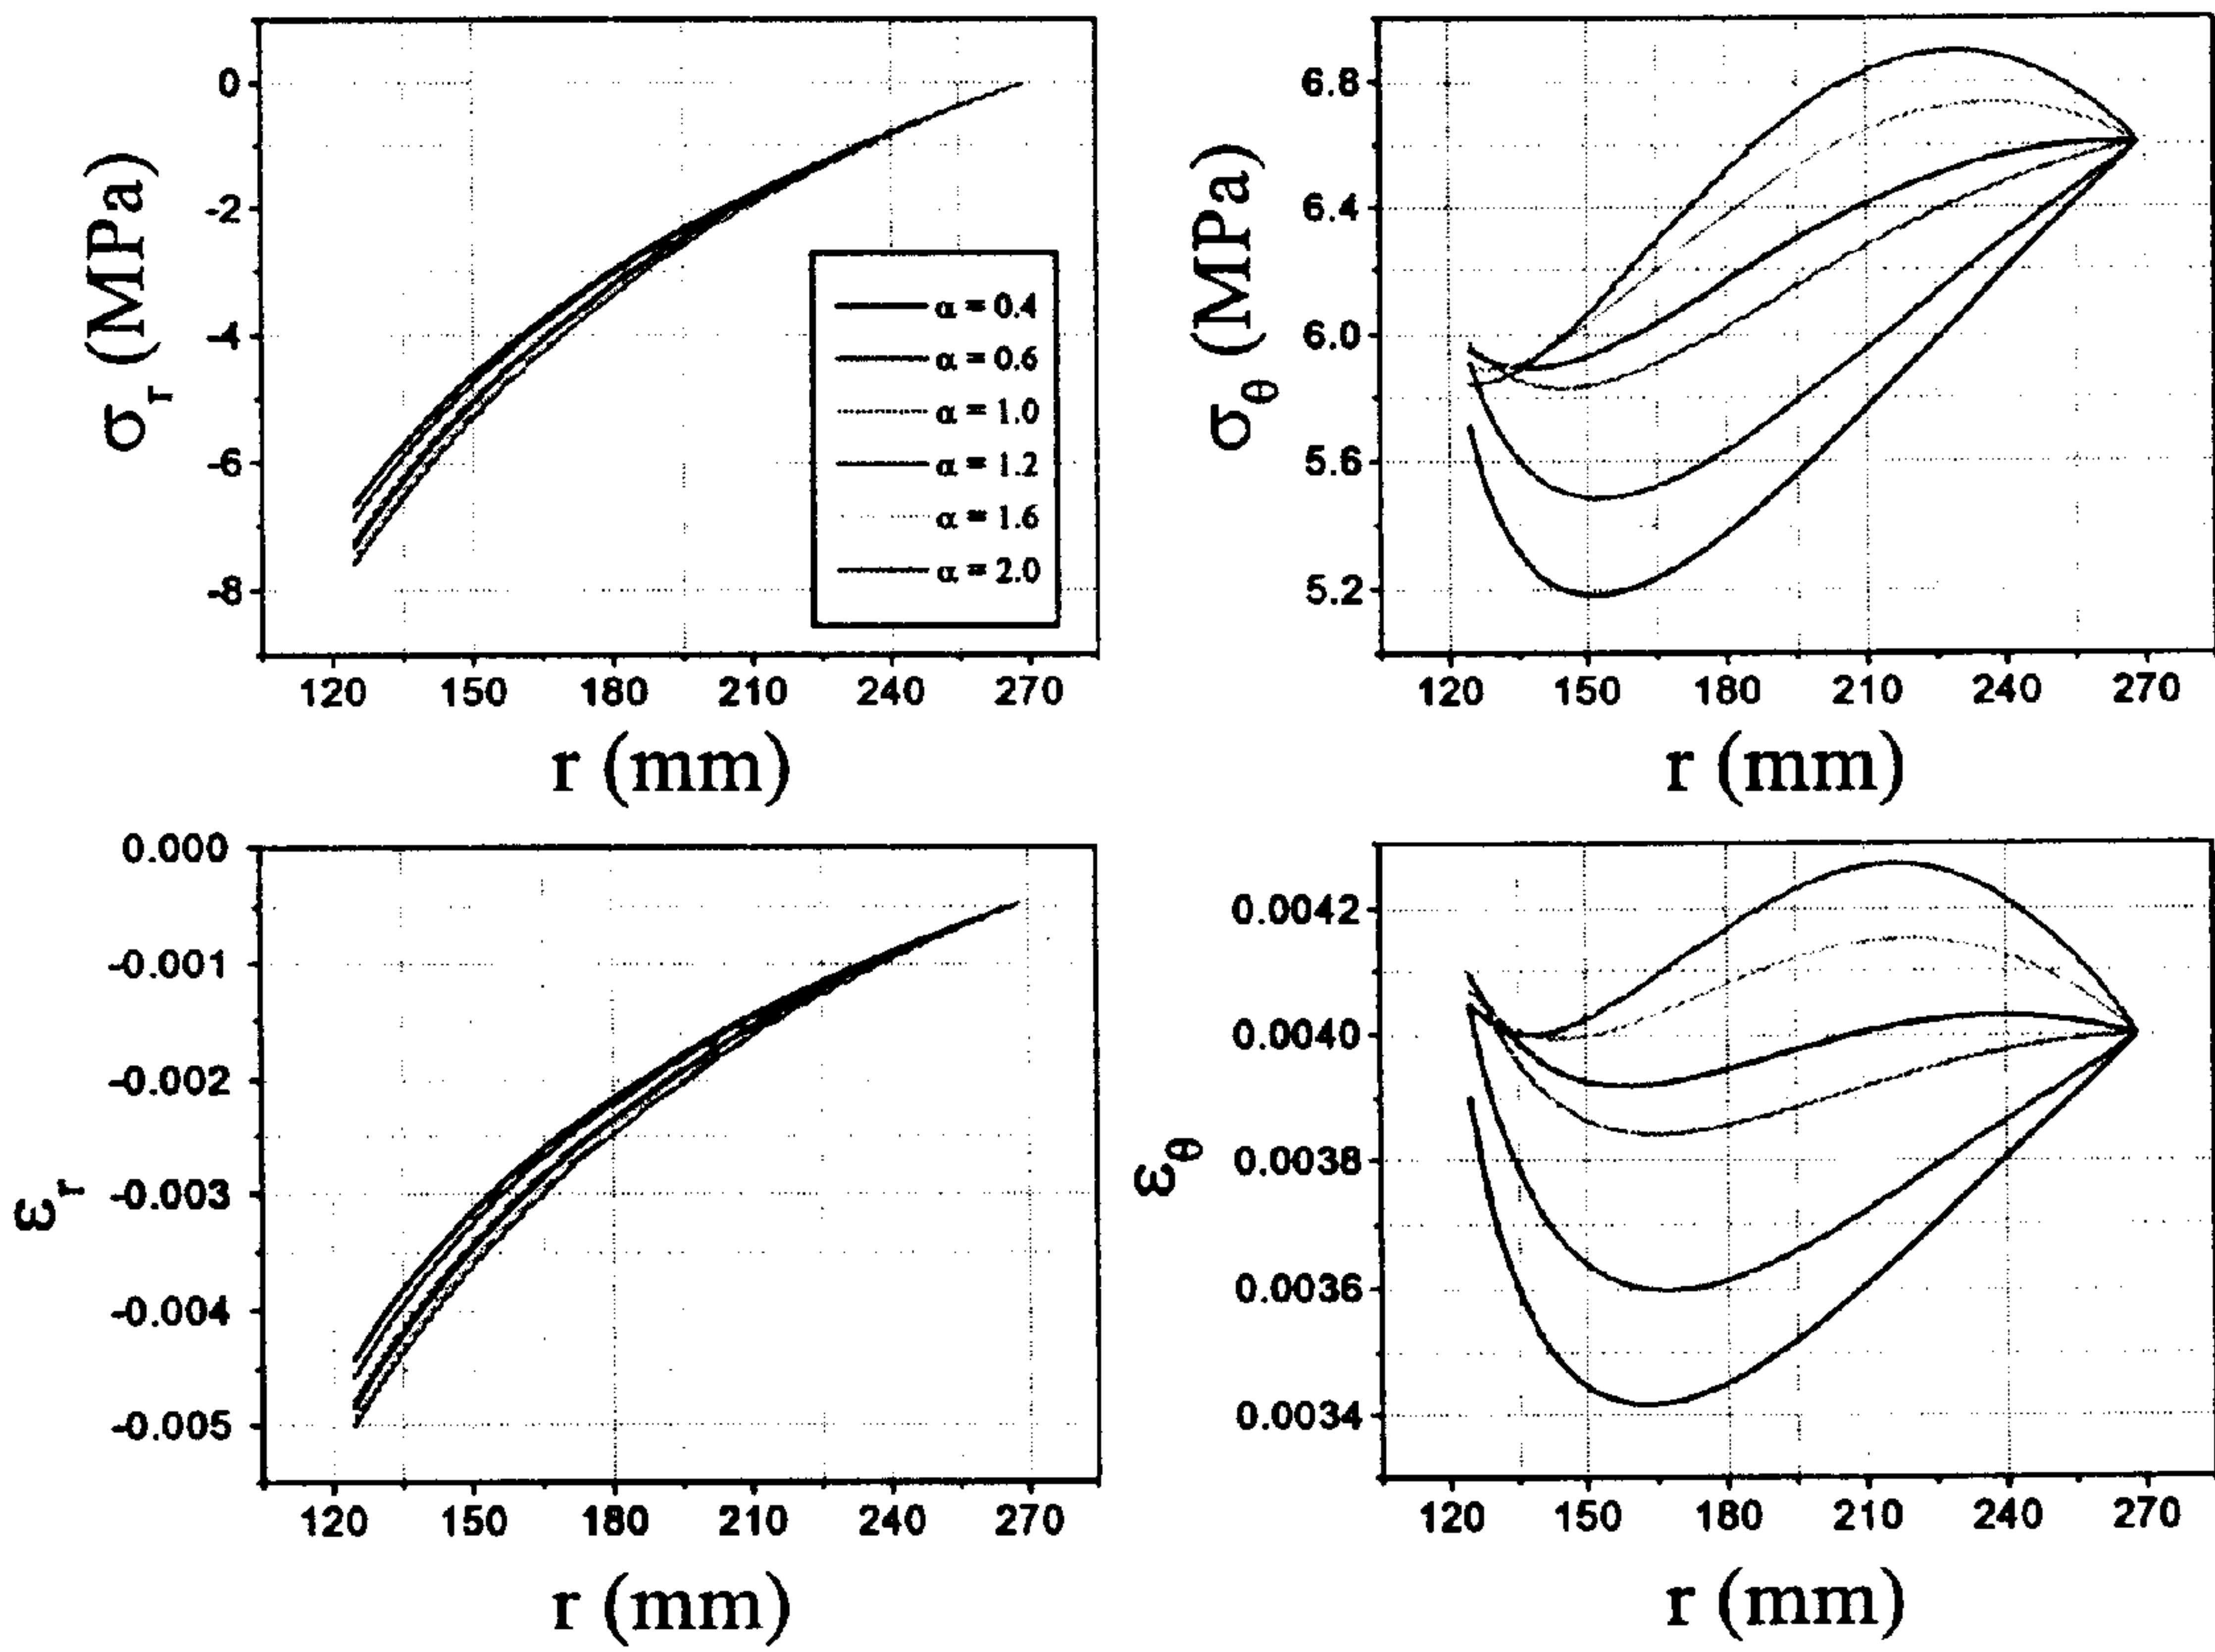 0
-2
-4
-6
-8
σr (MPa)
α = 0.4
α = 0.6
α = 1.0
α = 1.2
α = 1.6
α = 2.0
120 150 180 210 240 270
r (mm)
6.8
6.4
6.0
5.6
5.2
σθ (MPa)
120 150 180 210 240 270
r (mm)
0.000
-0.001
-0.002
-0.003
-0.004
-0.005
εr
120 150 180 210 240 270
r (mm)
0.0042
0.0040
0.0038
0.0036
0.0034
εθ
120 150 180 210 240 270
r (mm)